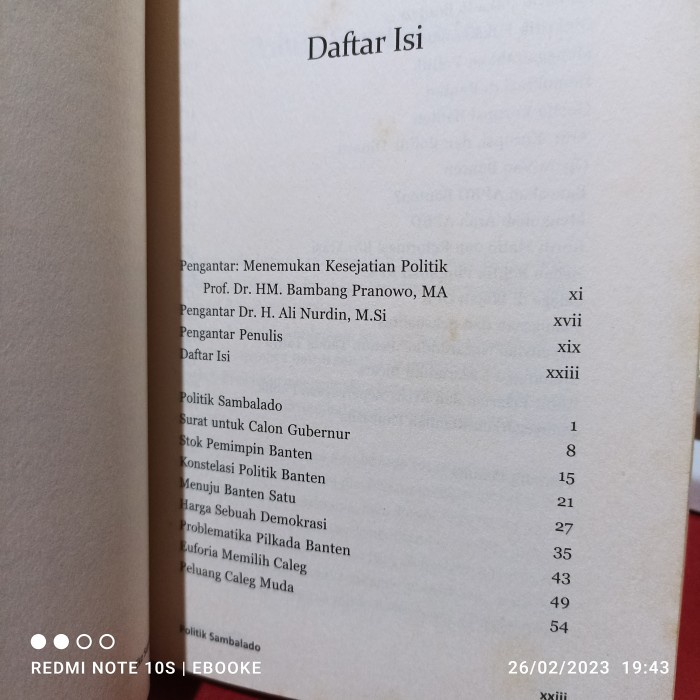 Daftar Isi
Pengantar: Menemukan Kesejatian Politik
Prof. Dr. HM. Bambang Pranowo, MA xi
Pengantar Dr. H. Ali Nurdin, M.Si xvii
Pengantar Penulis xix
Daftar Isi xxiii
Politik Sambalado 1
Surat untuk Calon Gubernur 8
Stok Pemimpin Banten 15
Konstelasi Politik Banten 21
Menuju Banten Satu 27
Harga Sebuah Demokrasi 35
Problematika Pilkada Banten 43
Euforia Memilih Caleg 49
Peluang Caleg Muda 54
Politik Sambalado
xxiii
REDMI NOTE 10S | EBOOKE
26/02/2023 19:43